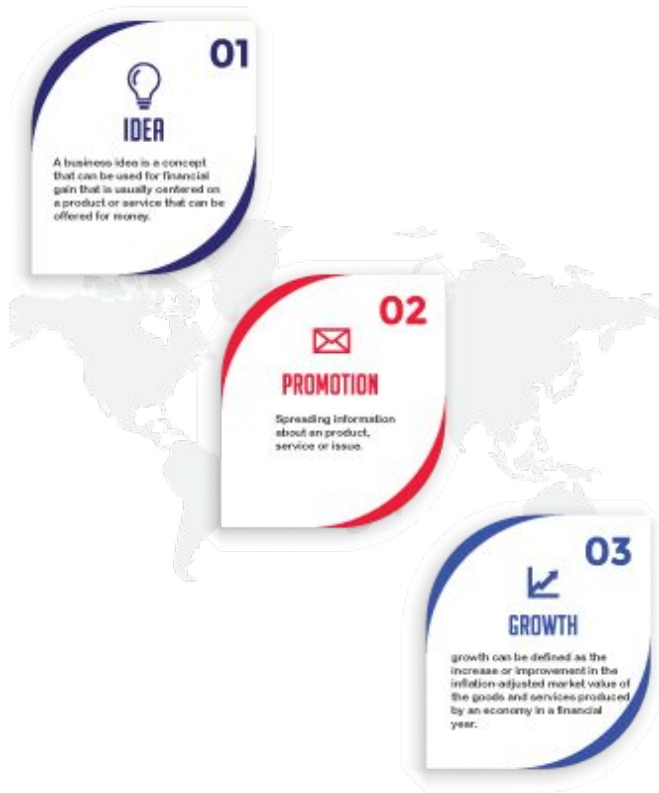 01
IDEA
A business idea is a concept
that can be used for financial
gain that is usually centered on
a product or service that can be
offered for money.
02
PROMOTION
Spreading information
about an product,
service or issue.
03
GROWTH
growth can be defined as the
increase or improvement in the
inflation-adjusted market value of
the goods and services produced
by an economy in a financial
year.